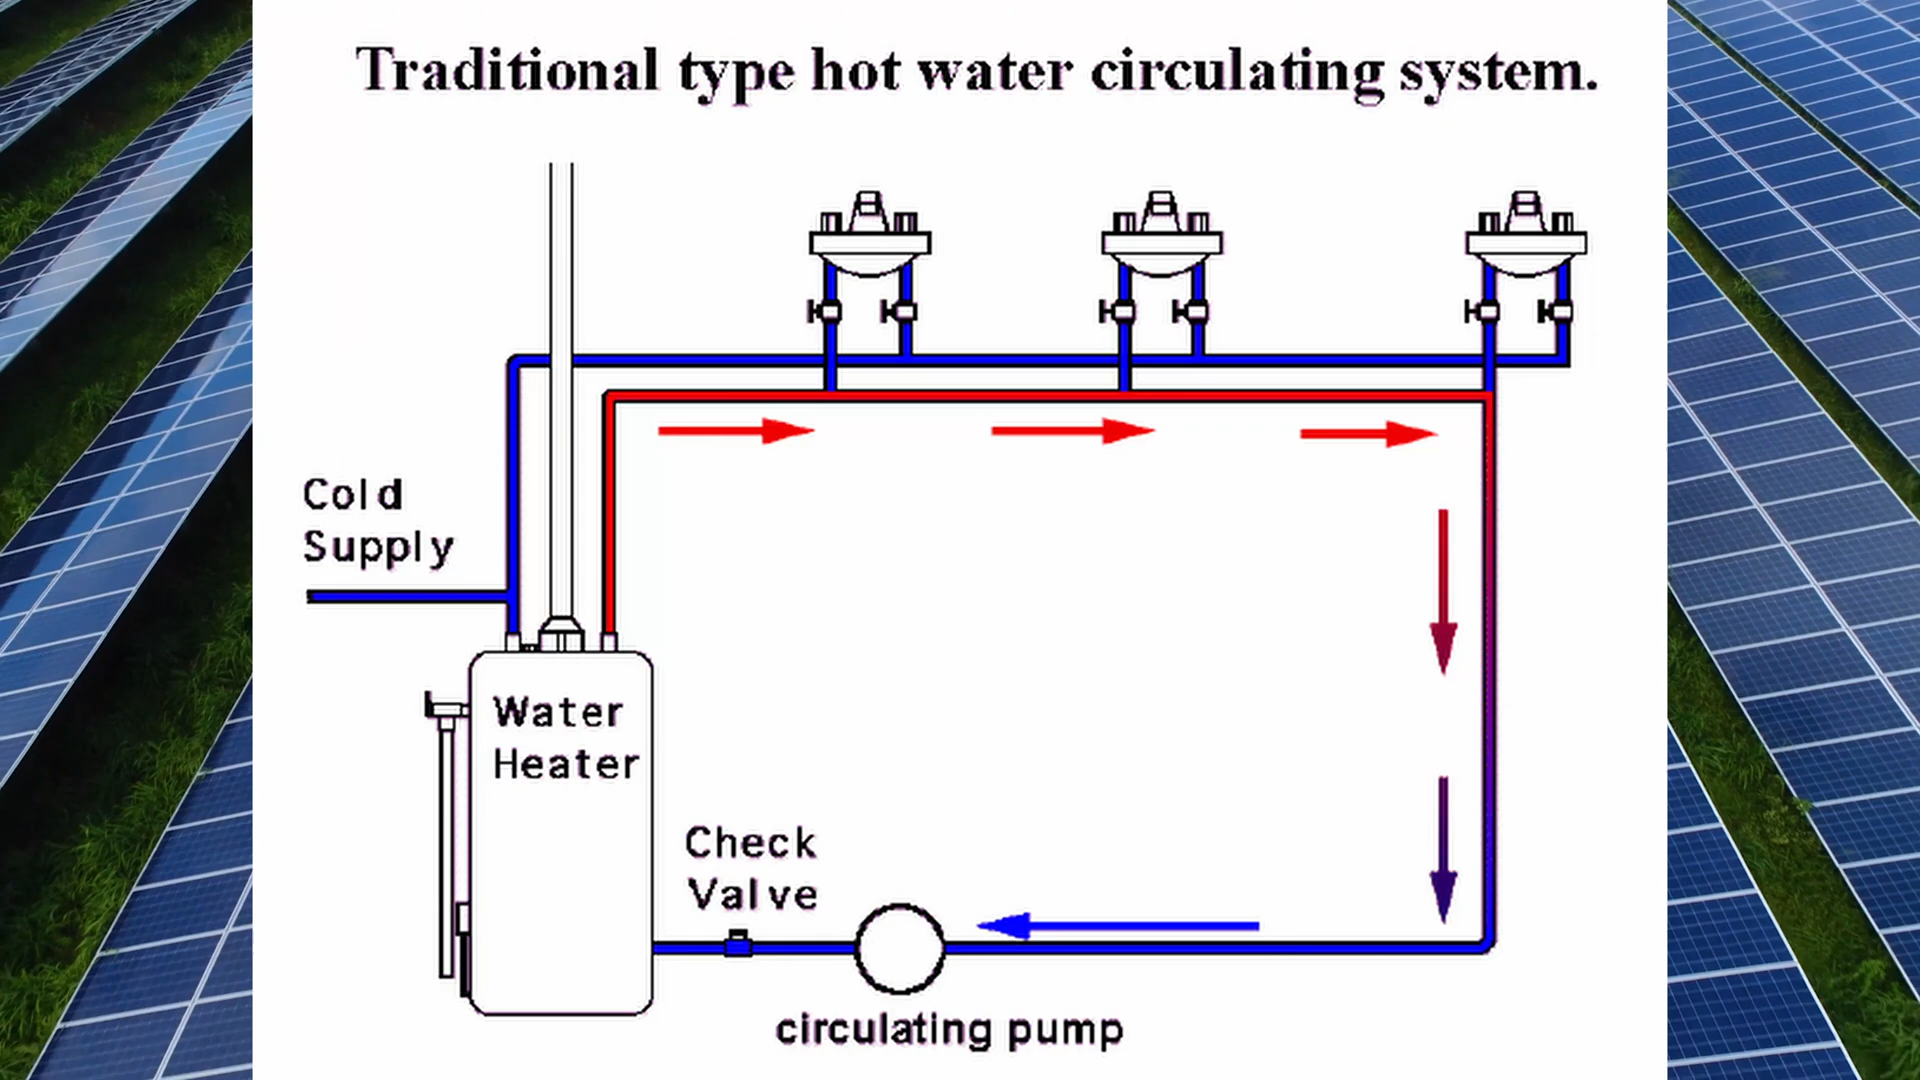 Traditional type hot water circulating system.
Cold
Supply
Water
Heater
Check
Valve
circulating pump